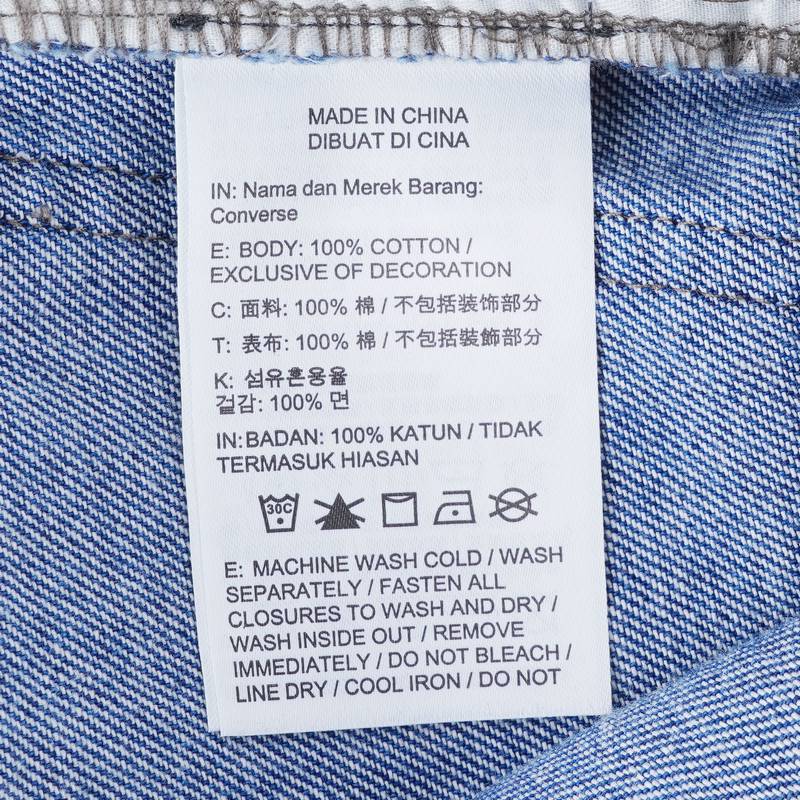 MADE IN CHINA
DIBUAT DI CINA
IN: Nama dan Merek Barang:
Converse
E: BODY: 100% COTTON /
EXCLUSIVE OF DECORATION
C: 面料: 100% 棉 / 不包括装饰部分
T: 表布: 100% 棉 / 不包括裝飾部分
K: 섬유혼용율
겉감: 100% 면
IN:BADAN: 100% KATUN / TIDAK
TERMASUK HIASAN
30C
E: MACHINE WASH COLD / WASH
SEPARATELY / FASTEN ALL
CLOSURES TO WASH AND DRY /
WASH INSIDE OUT / REMOVE
IMMEDIATELY / DO NOT BLEACH /
LINE DRY / COOL IRON / DO NOT